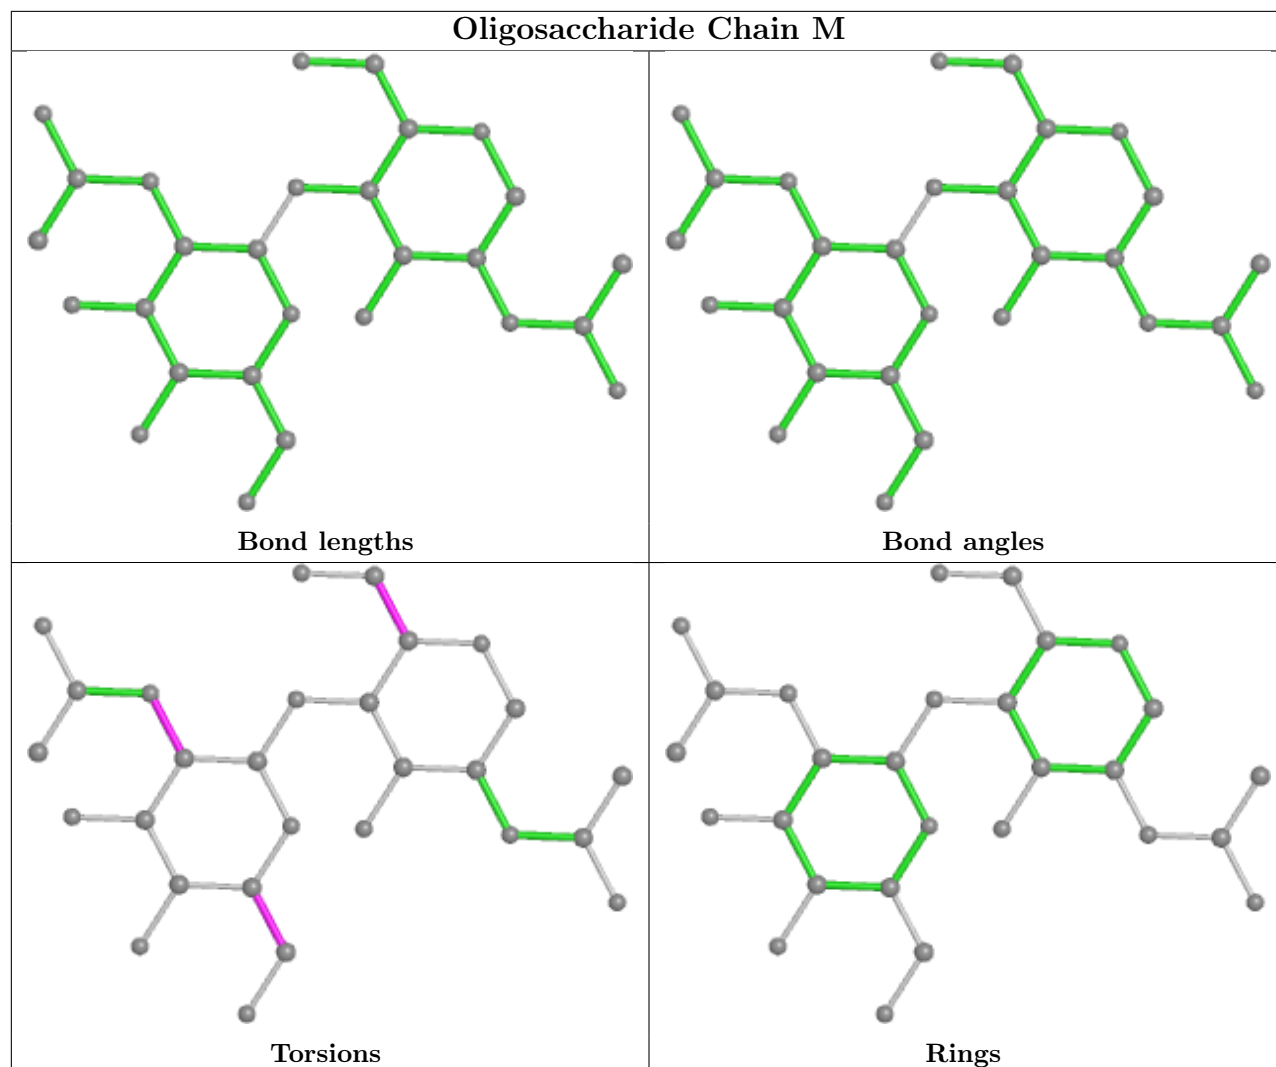 Oligosaccharide Chain M
Bond lengths
Bond angles
Torsions
Rings